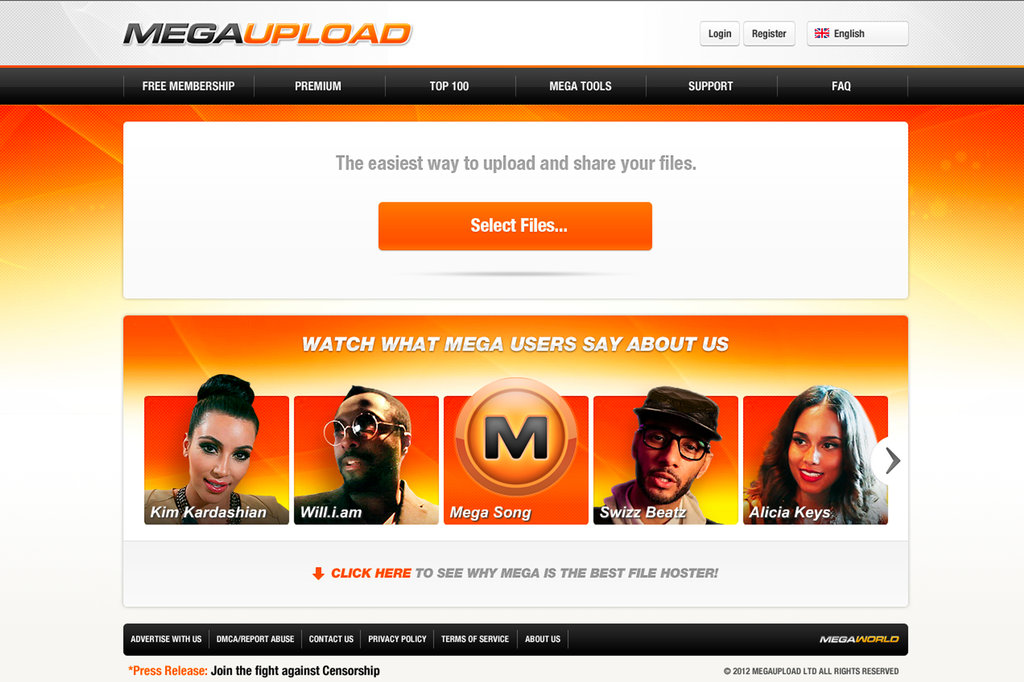 MEGAUPLOAD
Login Register English
FREE MEMBERSHIP PREMIUM TOP 100 MEGA TOOLS SUPPORT FAQ
The easiest way to upload and share your files.
Select Files...
WATCH WHAT MEGA USERS SAY ABOUT US
M
Kim Kardashian Will.i.am Mega Song Swizz Beatz Alicia Keys
CLICK HERE TO SEE WHY MEGA IS THE BEST FILE HOSTER!
ADVERTISE WITH US DMCA/REPORT ABUSE CONTACT US PRIVACY POLICY TERMS OF SERVICE ABOUT US MEGAWORLD
*Press Release: Join the fight against Censorship © 2012 MEGAUPLOAD LTD ALL RIGHTS RESERVED